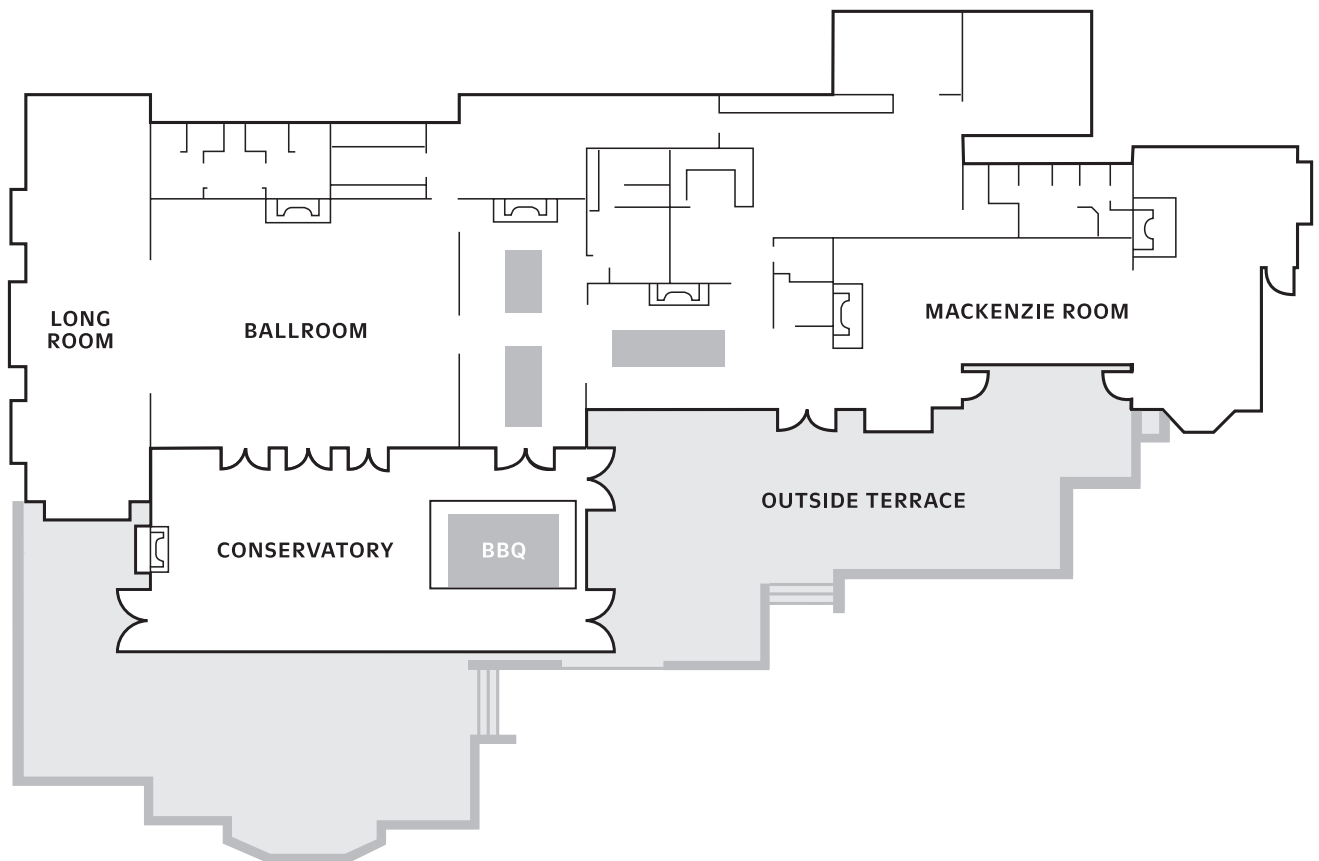 LONG
ROOM
BALLROOM
MACKENZIE ROOM
OUTSIDE TERRACE
CONSERVATORY
BBQ